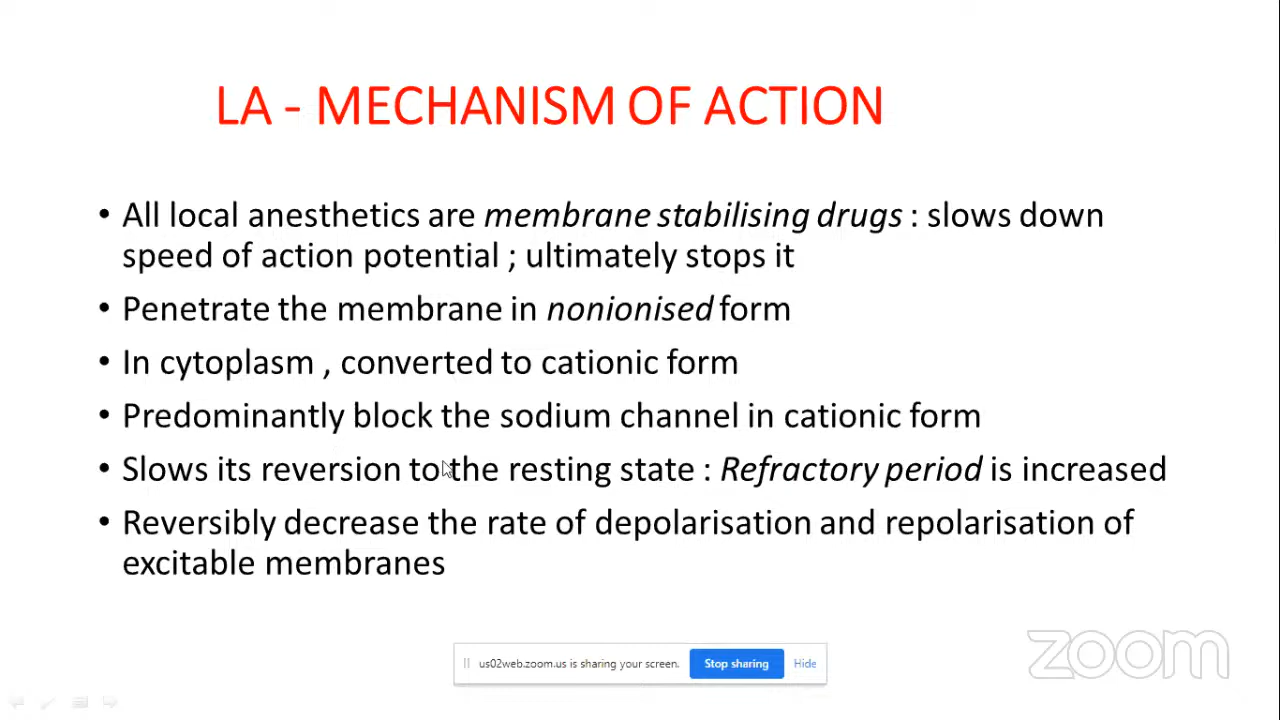 LA - MECHANISM OF ACTION
• All local anesthetics are membrane stabilising drugs : slows down
speed of action potential ; ultimately stops it
• Penetrate the membrane in nonionised form
• In cytoplasm , converted to cationic form
• Predominantly block the sodium channel in cationic form
• Slows its reversion to the resting state : Refractory period is increased
• Reversibly decrease the rate of depolarisation and repolarisation of
excitable membranes
zoom
us02web.zoom.us is sharing your screen. Stop sharing Hide